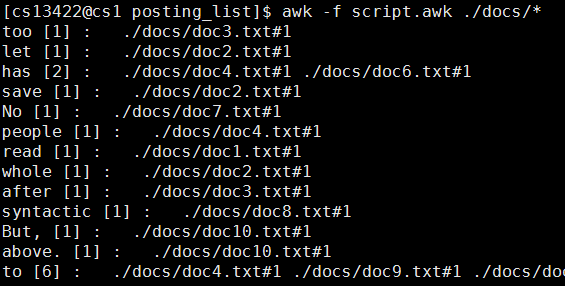 [cs13422@cs1 posting_list]$ awk -f script.awk ./docs/*
too [1] :   ./docs/doc3.txt#1
let [1] :   ./docs/doc2.txt#1
has [2] :   ./docs/doc4.txt#1 ./docs/doc6.txt#1
save [1] :   ./docs/doc2.txt#1
No [1] :   ./docs/doc7.txt#1
people [1] :   ./docs/doc4.txt#1
read [1] :   ./docs/doc1.txt#1
whole [1] :   ./docs/doc2.txt#1
after [1] :   ./docs/doc3.txt#1
syntactic [1] :   ./docs/doc8.txt#1
But, [1] :   ./docs/doc10.txt#1
above. [1] :   ./docs/doc10.txt#1
to [6] :   ./docs/doc4.txt#1 ./docs/doc9.txt#1 ./docs/doc